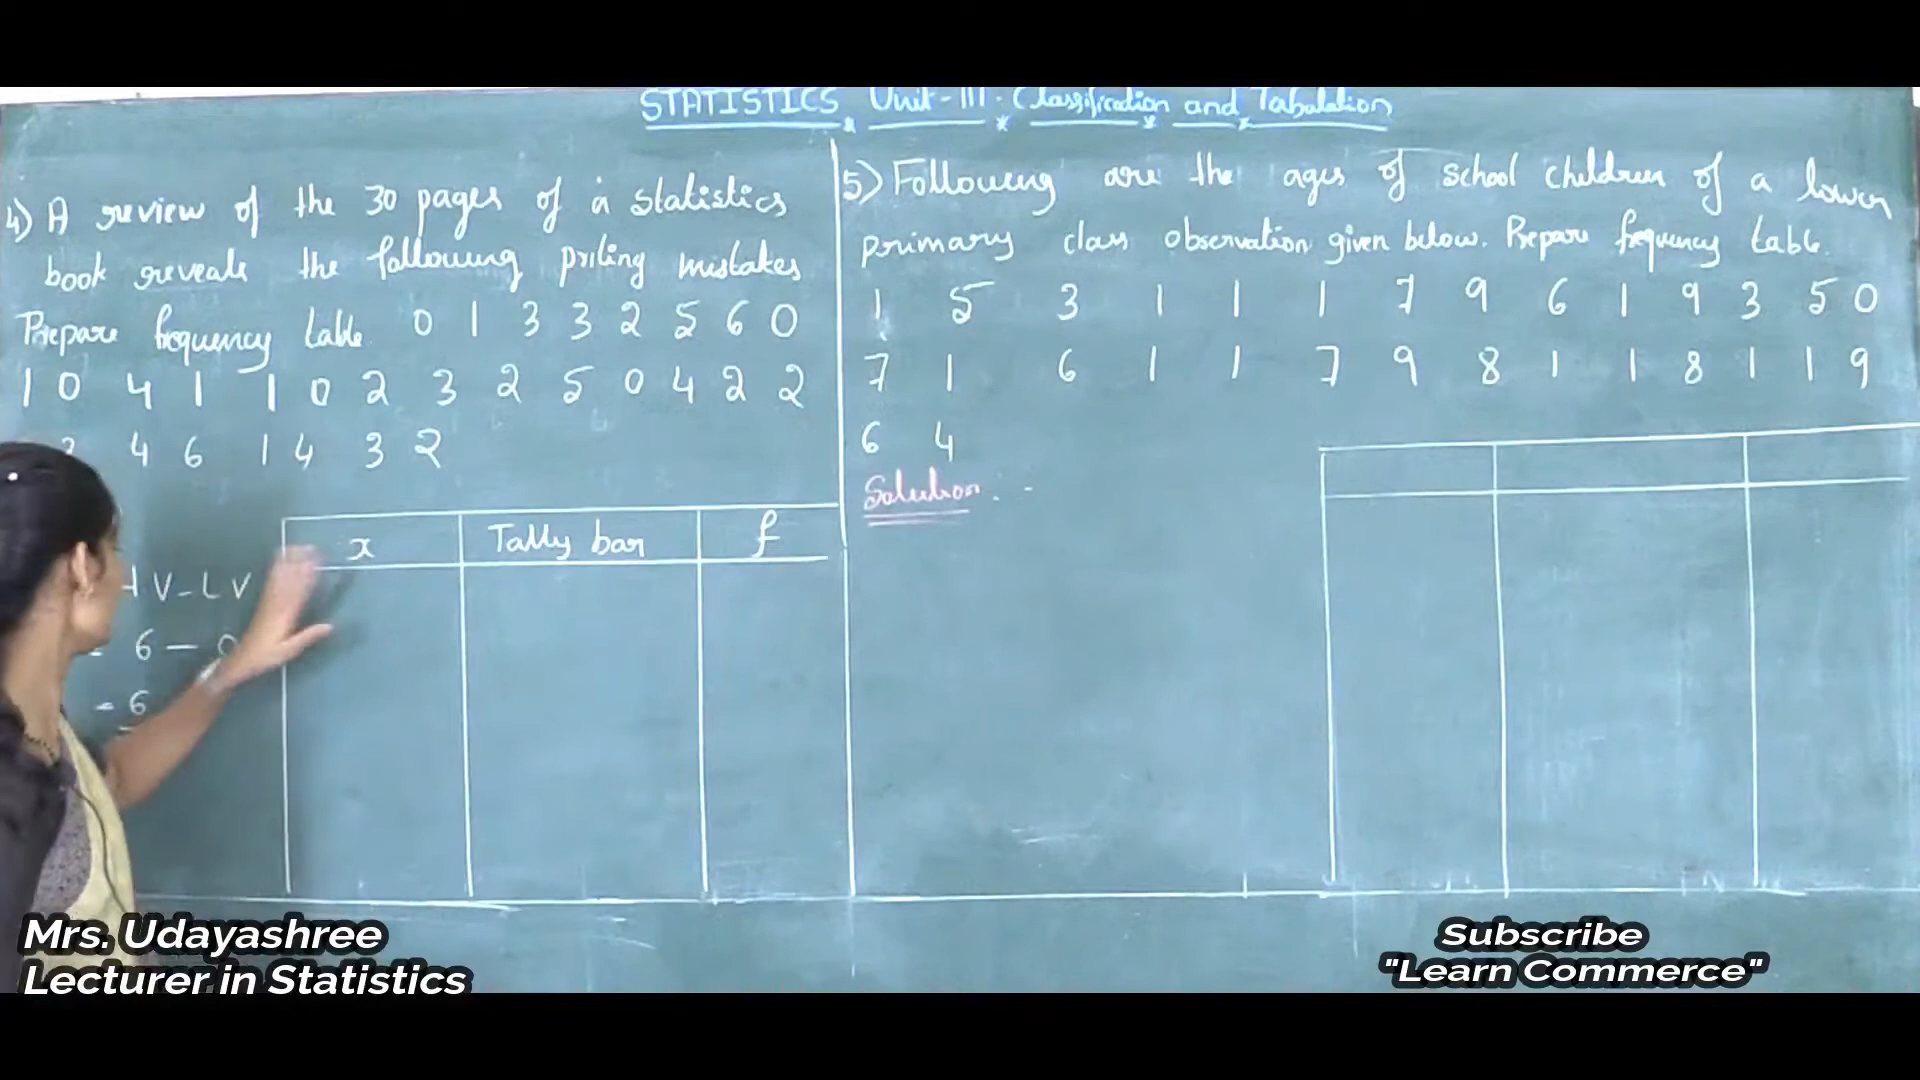 STATISTICS Unit-III. Classification and Tabulation
4) A review of the 30 pages of a statistics
book reveals the following priting mistakes
Prepare frequency table 0 1 3 3 2 5 6 0
1 0 4 1 1 0 2 3 2 5 0 4 2 2
4 6 1 4 3 2
x Tally bar f
V - L V
= 6 - 0
= 6
5) Following are the ages of school children of a lower
primary class observation given below. Prepare frequency table.
1 5 3 1 1 1 7 9 6 1 9 3 5 0
7 1 6 1 1 7 9 8 1 1 8 1 1 9
6 4
Solution : -
Mrs. Udayashree
Lecturer in Statistics
Subscribe
"Learn Commerce"